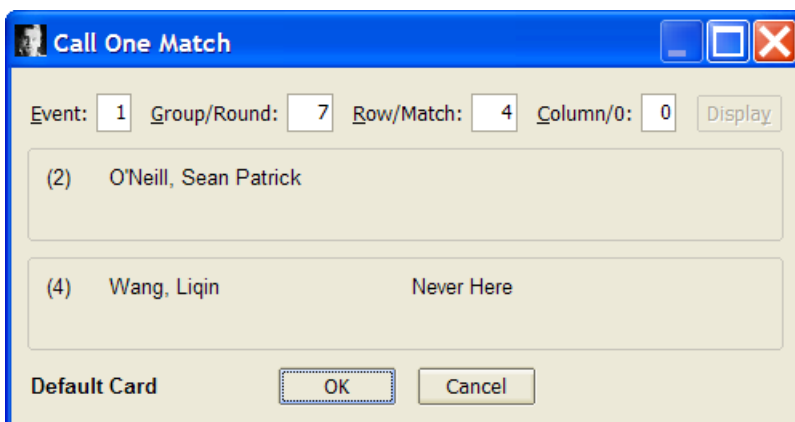 Call One Match
Event: 1 Group/Round: 7 Row/Match: 4 Column/0: 0 Display
(2) O'Neill, Sean Patrick
(4) Wang, Liqin Never Here
Default Card OK Cancel